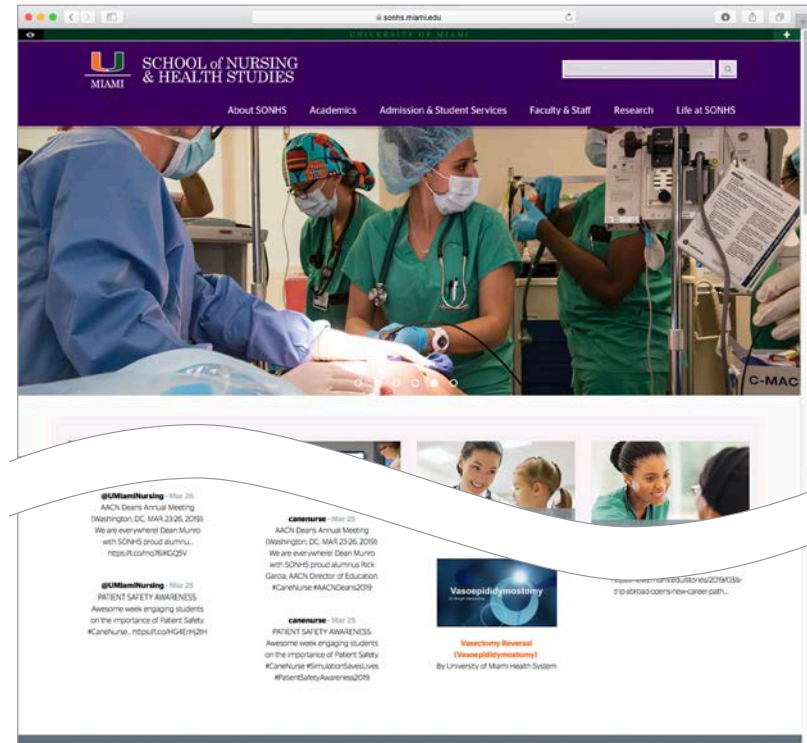 sonhs.miami.edu
UNIVERSITY OF MIAMI
MIAMI
SCHOOL of NURSING
& HEALTH STUDIES
About SONHS Academics Admission & Student Services Faculty & Staff Research Life at SONHS
C-MAC
@UMiamiNursing - Mar 26
AACN Deans Annual Meeting
(Washington, DC, MAR 23-26, 2019)
We are everywhere! Dean Munro
with SONHS proud alumnu...
@UMiamiNursing - Mar 25
PATIENT SAFETY AWARENESS
Awesome week engaging students
on the importance of Patient Safety
canenurse - Mar 25
AACN Deans Annual Meeting
(Washington, DC, MAR 23-26, 2019)
We are everywhere! Dean Munro
with SONHS proud alumnus Rick
Garcia, AACN Director of Education.
#CaneNurse #AACNDeans2019
canenurse - Mar 25
PATIENT SAFETY AWARENESS
Awesome week engaging students
on the importance of Patient Safety
#CaneNurse #SimulationSavesLives
#PatientSafetyAwareness2019
Vasoepididymostomy
Vasectomy Reversal
(Vasoepididymostomy)
By University of Miami Health System
trip-abroad-opens-new-career-path...